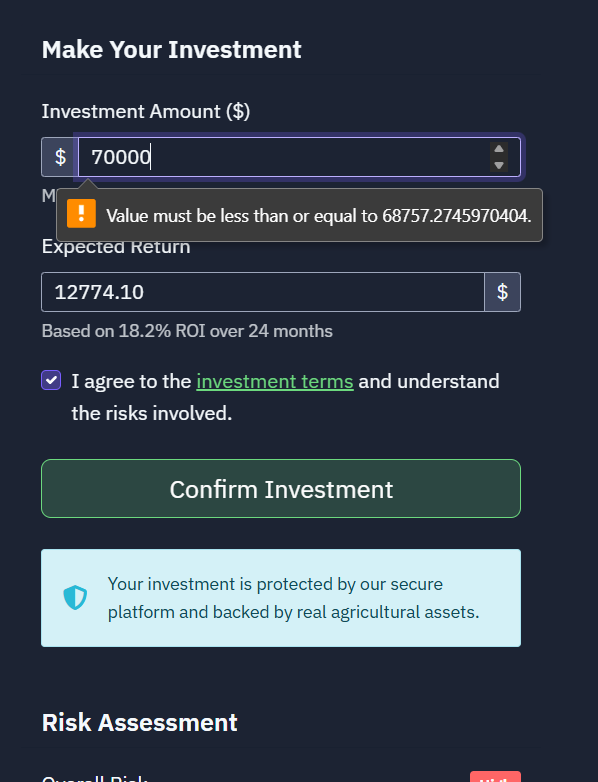 Make Your Investment
Investment Amount ($)
$ 70000
M
Value must be less than or equal to 68757.2745970404.
Expected Return
12774.10 $
Based on 18.2% ROI over 24 months
I agree to the investment terms and understand
the risks involved.
Confirm Investment
Your investment is protected by our secure
platform and backed by real agricultural assets.
Risk Assessment
Overall Risk
High